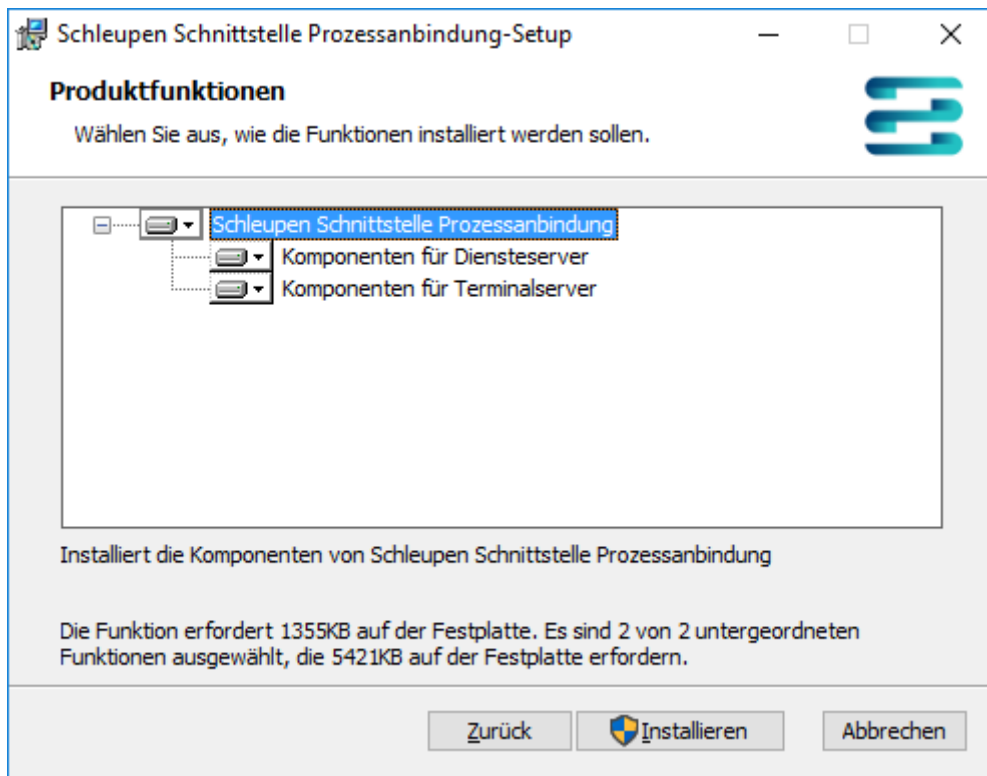 Schleupen Schnittstelle Prozessanbindung-Setup
Produktfunktionen
Wählen Sie aus, wie die Funktionen installiert werden sollen.
Schleupen Schnittstelle Prozessanbindung
Komponenten für Diensteserver
Komponenten für Terminalserver
Installiert die Komponenten von Schleupen Schnittstelle Prozessanbindung
Die Funktion erfordert 1355KB auf der Festplatte. Es sind 2 von 2 untergeordneten
Funktionen ausgewählt, die 5421KB auf der Festplatte erfordern.
Zurück Installieren Abbrechen